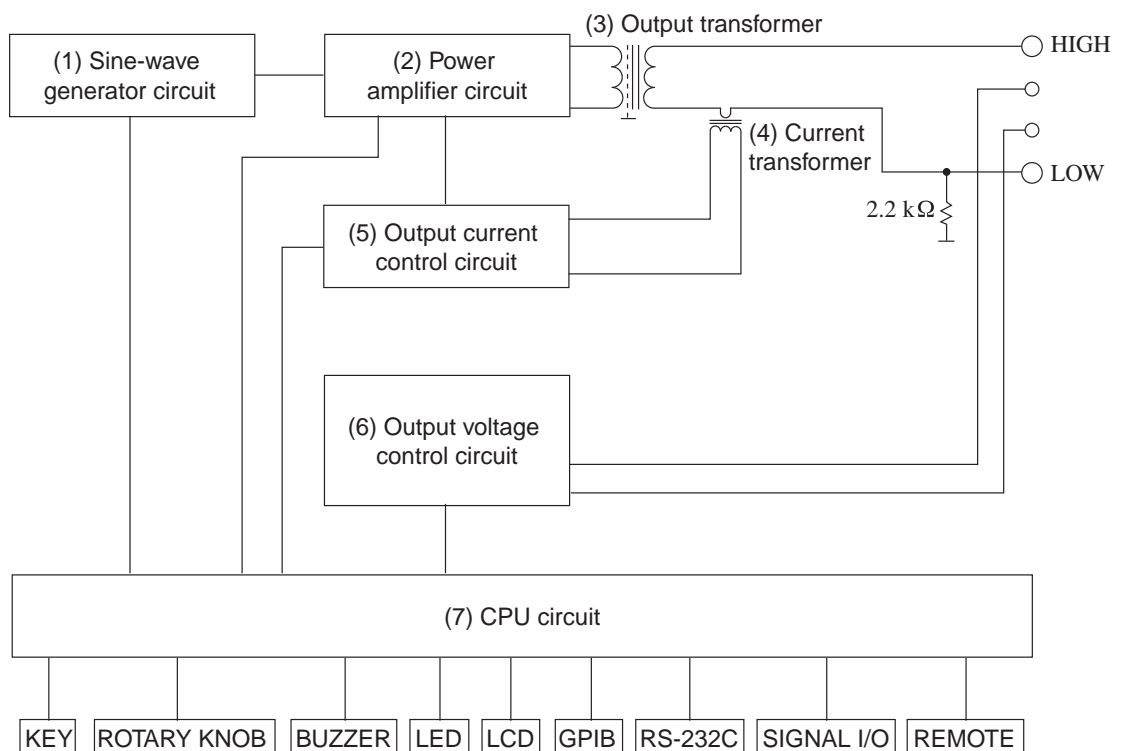 (3) Output transformer
HIGH
(1) Sine-wave
generator circuit
(2) Power
amplifier circuit
(4) Current
transformer
LOW
2.2 kΩ
(5) Output current
control circuit
(6) Output voltage
control circuit
(7) CPU circuit
KEY
ROTARY KNOB
BUZZER
LED
LCD
GPIB
RS-232C
SIGNAL I/O
REMOTE